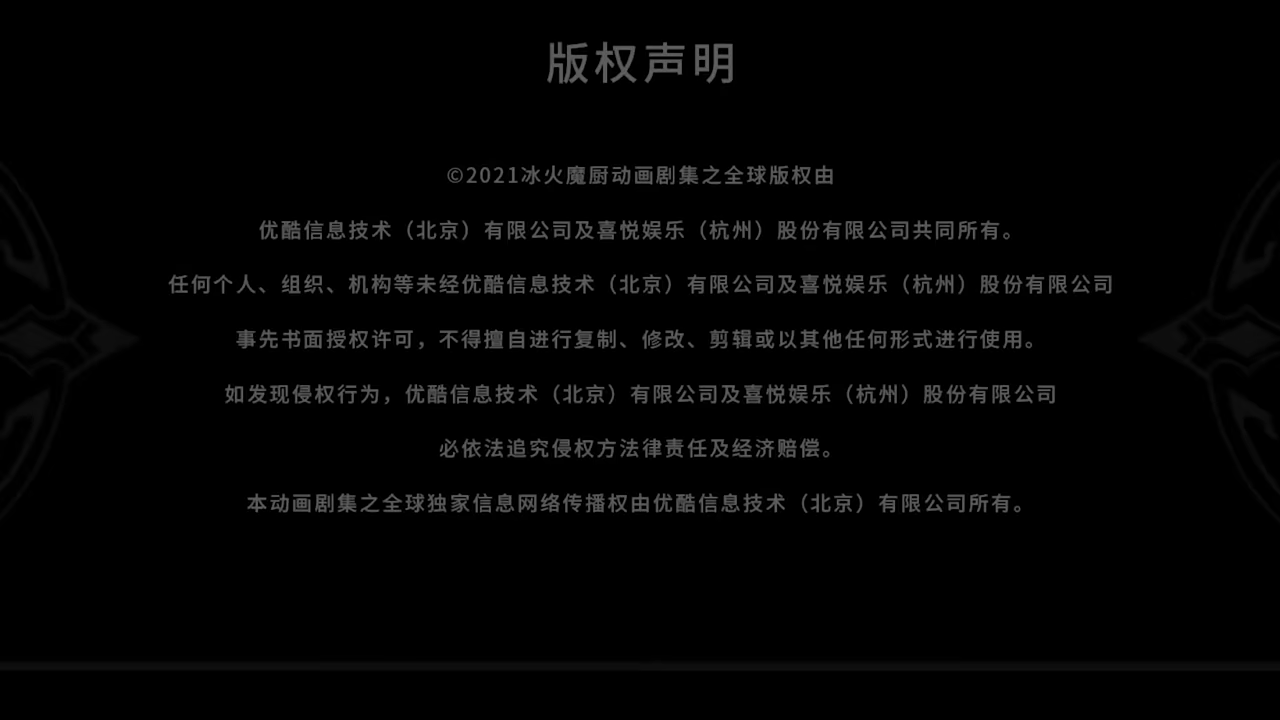 版权声明
©2021冰火魔厨动画剧集之全球版权由
优酷信息技术（北京）有限公司及喜悦娱乐（杭州）股份有限公司共同所有。
任何个人、组织、机构等未经优酷信息技术（北京）有限公司及喜悦娱乐（杭州）股份有限公司
事先书面授权许可，不得擅自进行复制、修改、剪辑或以其他任何形式进行使用。
如发现侵权行为，优酷信息技术（北京）有限公司及喜悦娱乐（杭州）股份有限公司
必依法追究侵权方法律责任及经济赔偿。
本动画剧集之全球独家信息网络传播权由优酷信息技术（北京）有限公司所有。